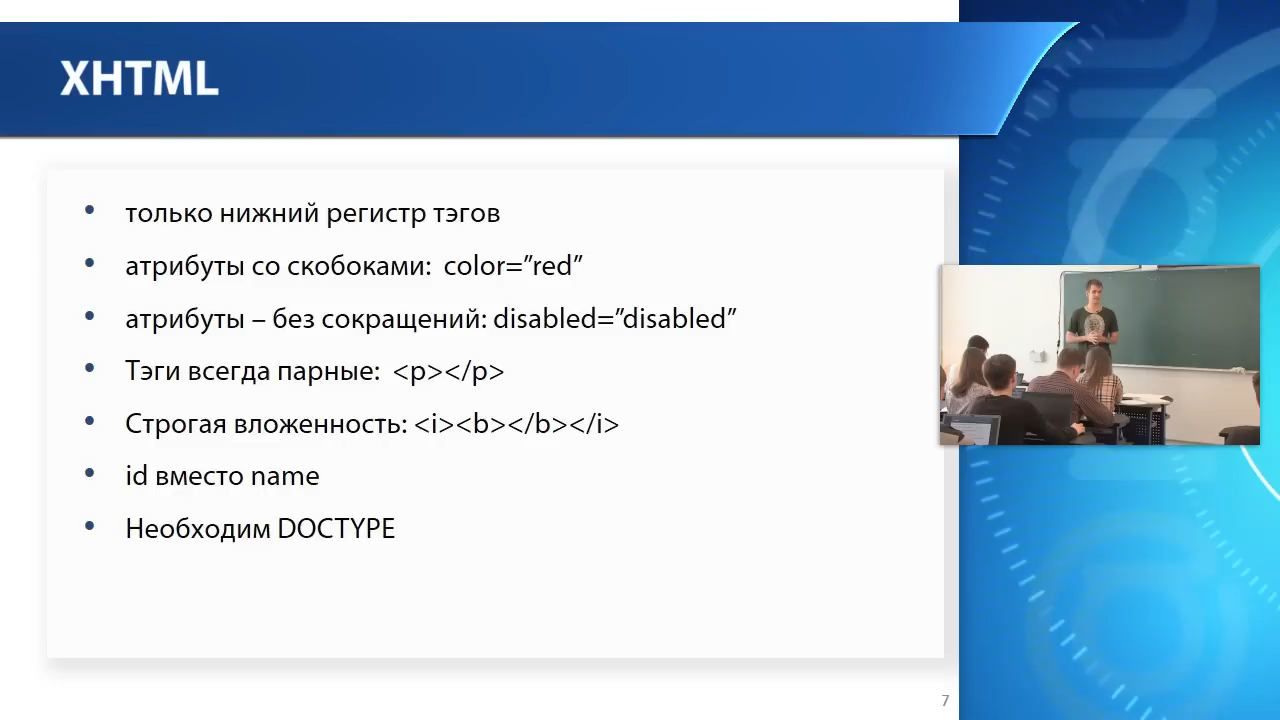 XHTML
• только нижний регистр тэгов
• атрибуты со скобоками: color=”red”
• атрибуты – без сокращений: disabled=”disabled”
• Тэги всегда парные: <p></p>
• Строгая вложенность: <i><b></b></i>
• id вместо name
• Необходим DOCTYPE
7